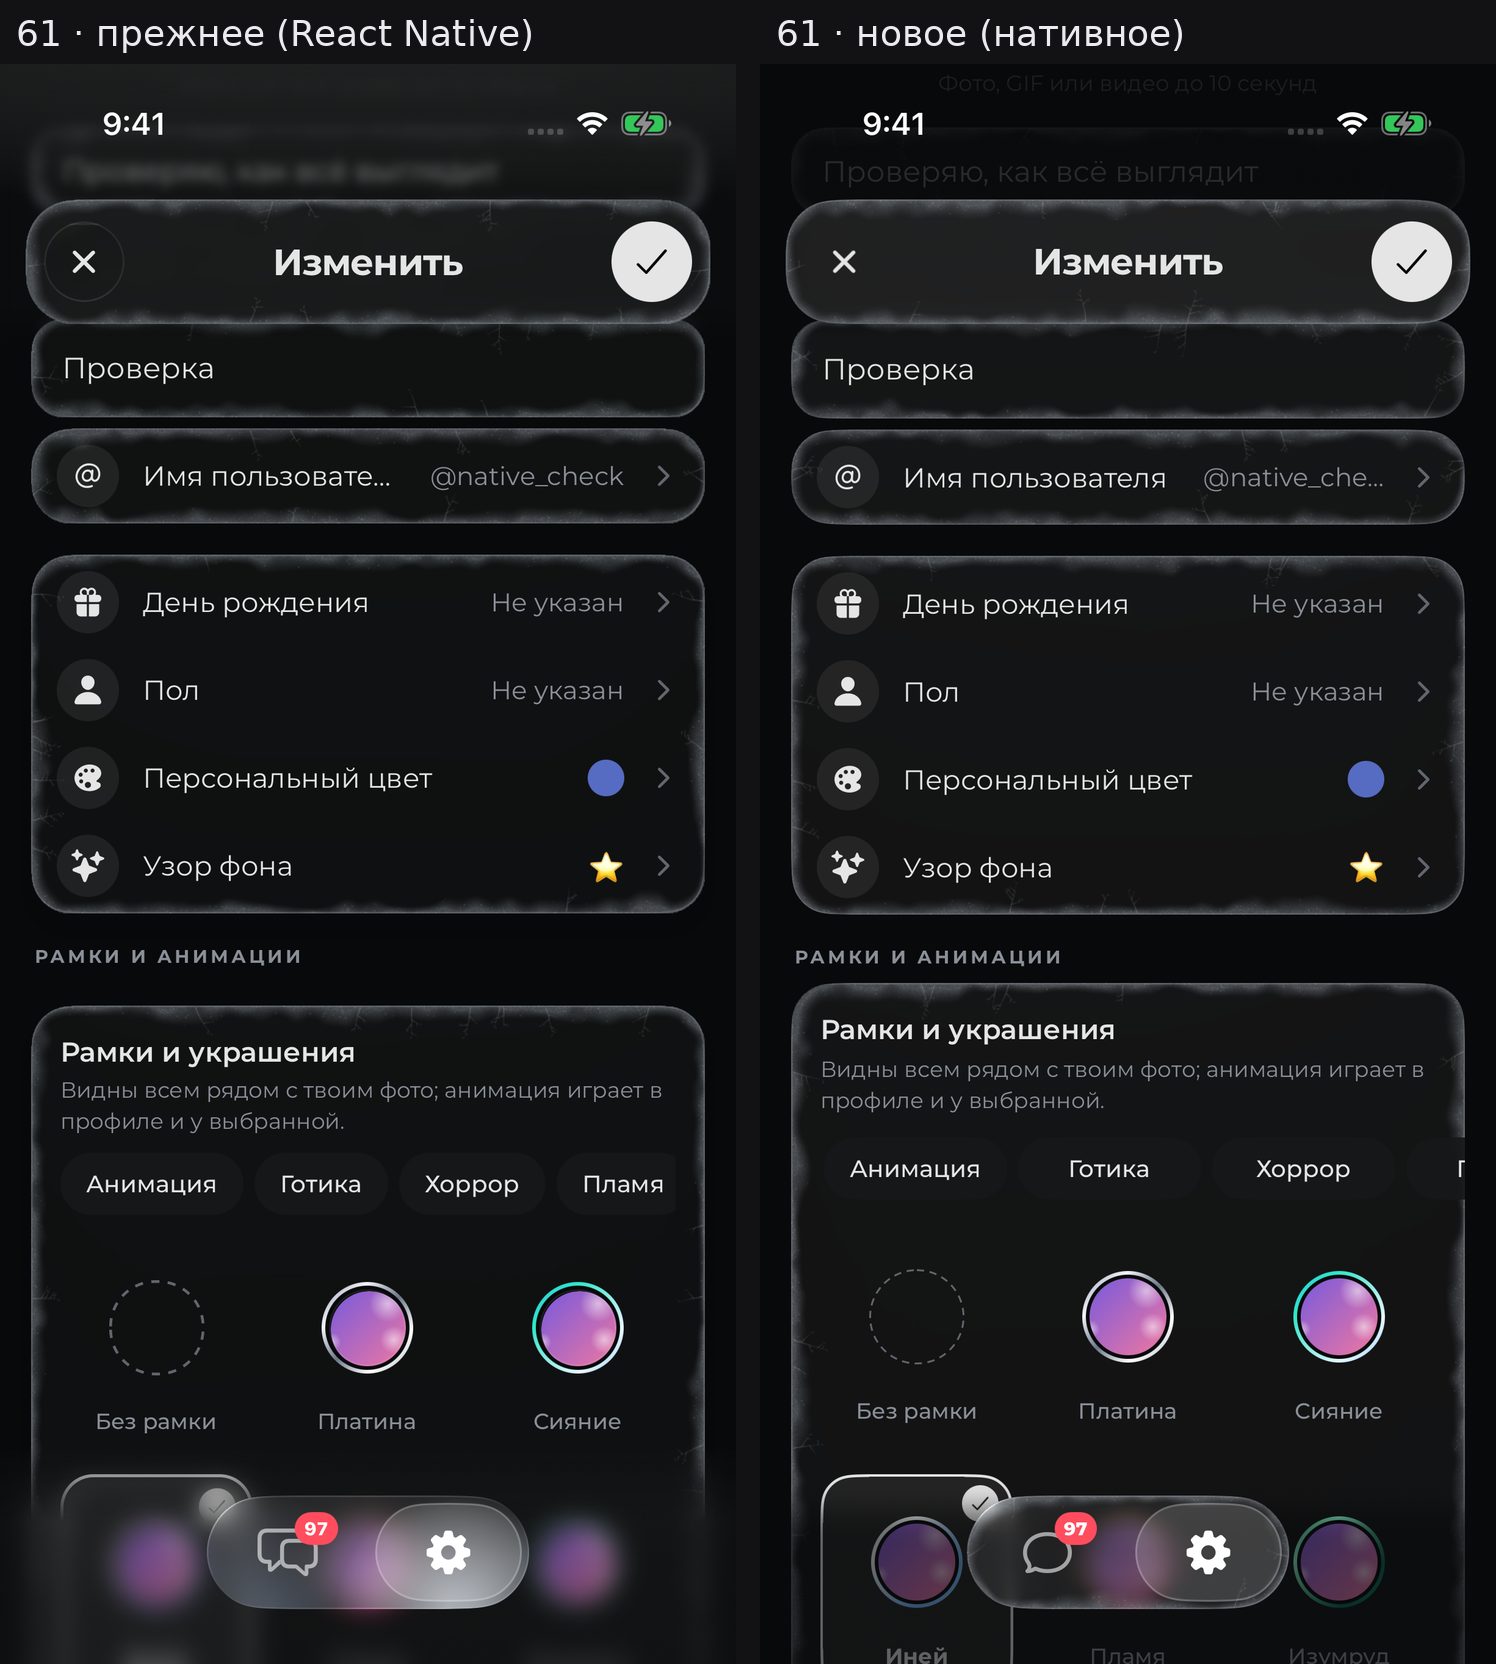 61 · прежнее (React Native)
9:41
Проверяю, как всё выглядит
Изменить
Проверка
@ Имя пользовате... @native_check
День рождения Не указан
Пол Не указан
Персональный цвет
Узор фона
РАМКИ И АНИМАЦИИ
Рамки и украшения
Видны всем рядом с твоим фото; анимация играет в
профиле и у выбранной.
Анимация Готика Хоррор Пламя
Без рамки Платина Сияние
97
61 · новое (нативное)
Фото, GIF или видео до 10 секунд
9:41
Проверяю, как всё выглядит
Изменить
Проверка
@ Имя пользователя @native_che...
День рождения Не указан
Пол Не указан
Персональный цвет
Узор фона
РАМКИ И АНИМАЦИИ
Рамки и украшения
Видны всем рядом с твоим фото; анимация играет в
профиле и у выбранной.
Анимация Готика Хоррор
Без рамки Платина Сияние
97
Иней Пламя Изумруд